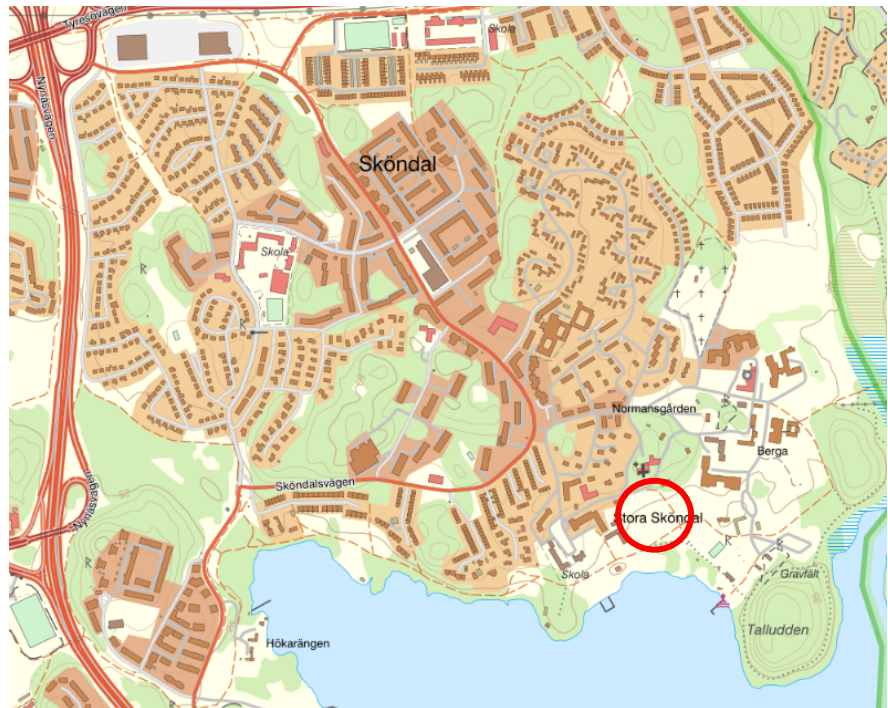 Tyresövägen
Skola
Nynäsvägen
Sköndal
Skola
Normansgården
Berga
Sköndalsvägen
Nynäsvägen
Stora Sköndal
Skola
Gravfält
Talludden
Hökarängen